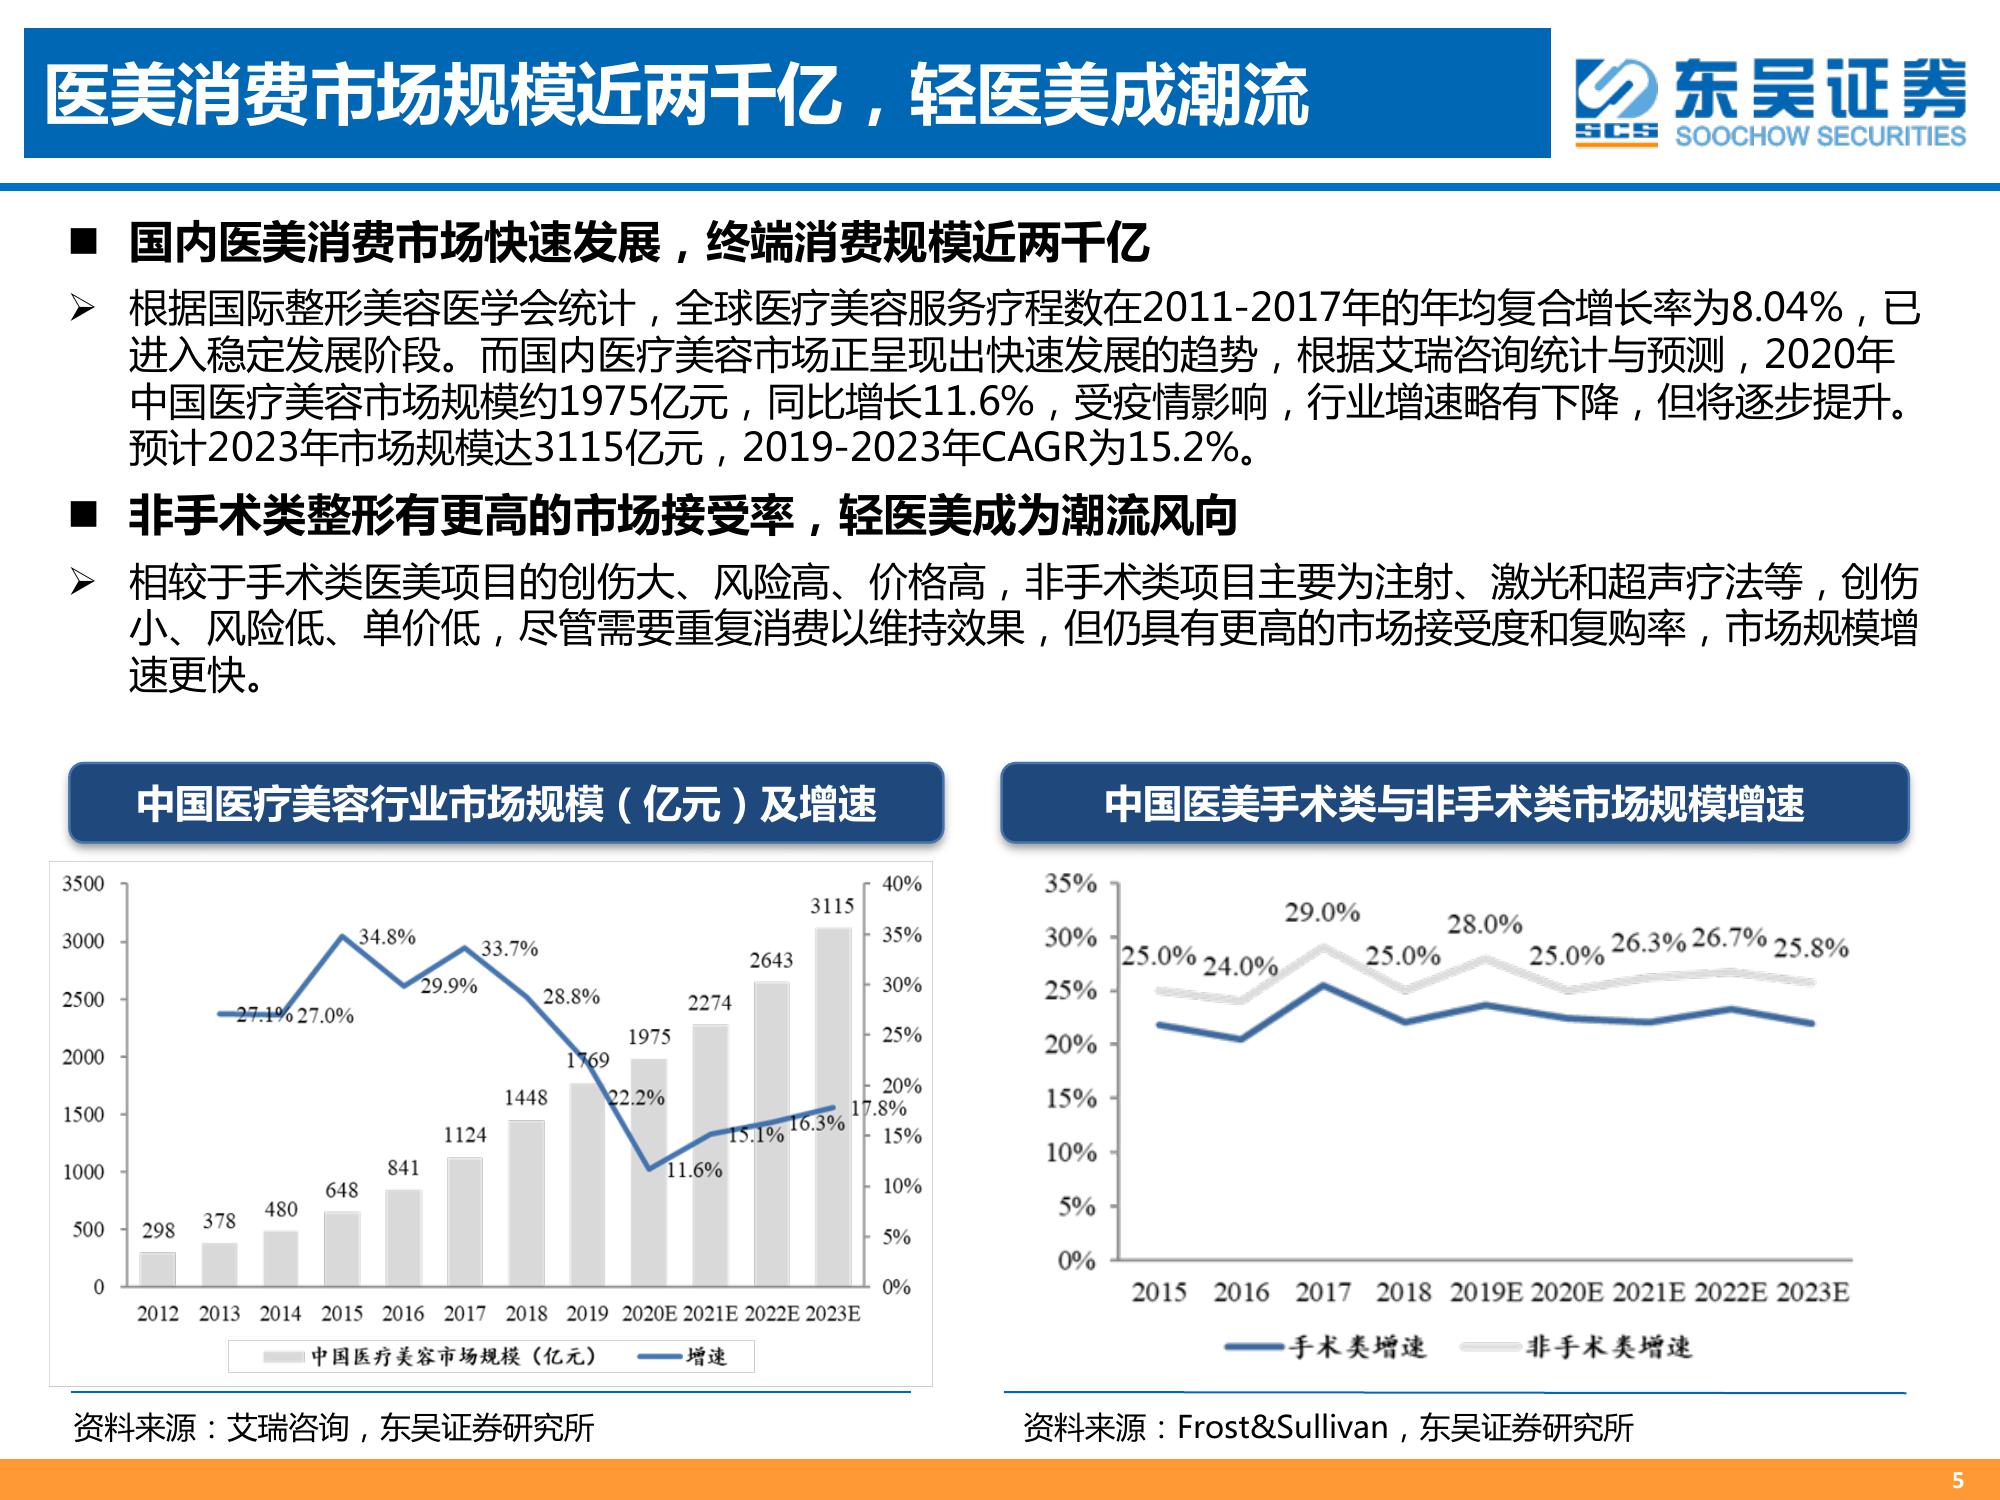 医美消费市场规模近两千亿，轻医美成潮流
东吴证券
SCS
SOOCHOW SECURITIES
■ 国内医美消费市场快速发展，终端消费规模近两千亿
➢ 根据国际整形美容医学会统计，全球医疗美容服务疗程数在2011-2017年的年均复合增长率为8.04%，已
进入稳定发展阶段。而国内医疗美容市场正呈现出快速发展的趋势，根据艾瑞咨询统计与预测，2020年
中国医疗美容市场规模约1975亿元，同比增长11.6%，受疫情影响，行业增速略有下降，但将逐步提升。
预计2023年市场规模达3115亿元，2019-2023年CAGR为15.2%。
■ 非手术类整形有更高的市场接受率，轻医美成为潮流风向
➢ 相较于手术类医美项目的创伤大、风险高、价格高，非手术类项目主要为注射、激光和超声疗法等，创伤
小、风险低、单价低，尽管需要重复消费以维持效果，但仍具有更高的市场接受度和复购率，市场规模增
速更快。
中国医疗美容行业市场规模（亿元）及增速
3500
3000
2500
2000
1500
1000
500
0
40%
35%
30%
25%
20%
15%
10%
5%
0%
298
378
480
648
841
1124
1448
1769
1975
2274
2643
3115
27.1%
27.0%
34.8%
29.9%
33.7%
28.8%
22.2%
11.6%
15.1%
16.3%
17.8%
2012 2013 2014 2015 2016 2017 2018 2019 2020E 2021E 2022E 2023E
中国医疗美容市场规模（亿元） 增速
资料来源：艾瑞咨询，东吴证券研究所
中国医美手术类与非手术类市场规模增速
35%
30%
25%
20%
15%
10%
5%
0%
25.0%
24.0%
29.0%
25.0%
28.0%
25.0%
26.3%
26.7%
25.8%
2015 2016 2017 2018 2019E 2020E 2021E 2022E 2023E
手术类增速 非手术类增速
资料来源：Frost&Sullivan，东吴证券研究所
5